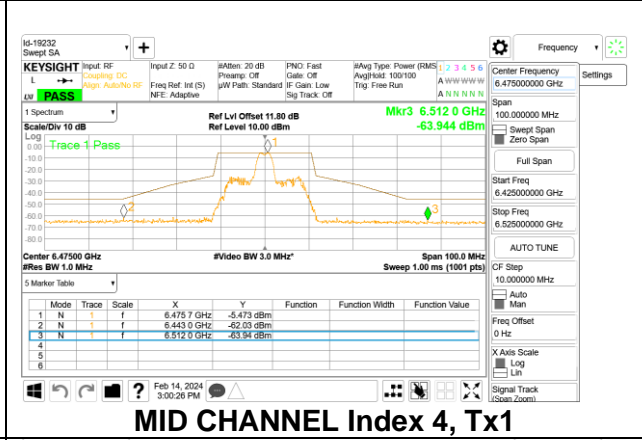 Id-19232
Swept SA
Frequency
KEYSIGHT
Input: RF
Coupling: DC
Align: Auto/No RF
Input Z: 50 Ω
Freq Ref: Int (S)
NFE: Adaptive
#Atten: 20 dB
Preamp: Off
µW Path: Standard
PNO: Fast
Gate: Off
IF Gain: Low
Sig Track: Off
#Avg Type: Power (RMS)
Avg|Hold: 100/100
Trig: Free Run
1 2 3 4 5 6
A W W W W W
A N N N N N
L
LXI
PASS
1 Spectrum
Scale/Div 10 dB
Ref Lvl Offset 11.80 dB
Ref Level 10.00 dBm
Mkr3 6.512 0 GHz
-63.944 dBm
Log
Trace 1 Pass
0.00
-10.0
-20.0
-30.0
-40.0
-50.0
-60.0
-70.0
-80.0
1
2
3
Center 6.47500 GHz
#Video BW 3.0 MHz*
Span 100.0 MHz
#Res BW 1.0 MHz
Sweep 1.00 ms (1001 pts)
5 Marker Table
Mode Trace Scale X Y Function Function Width Function Value
1 N 1 f 6.475 7 GHz -5.473 dBm
2 N 1 f 6.443 0 GHz -62.03 dBm
3 N 1 f 6.512 0 GHz -63.94 dBm
4
5
6
Feb 14, 2024
3:00:26 PM
Center Frequency
6.475000000 GHz
Settings
Span
100.000000 MHz
Swept Span
Zero Span
Full Span
Start Freq
6.425000000 GHz
Stop Freq
6.525000000 GHz
AUTO TUNE
CF Step
10.000000 MHz
Auto
Man
Freq Offset
0 Hz
X Axis Scale
Log
Lin
Signal Track
(Span Zoom)
MID CHANNEL Index 4, Tx1